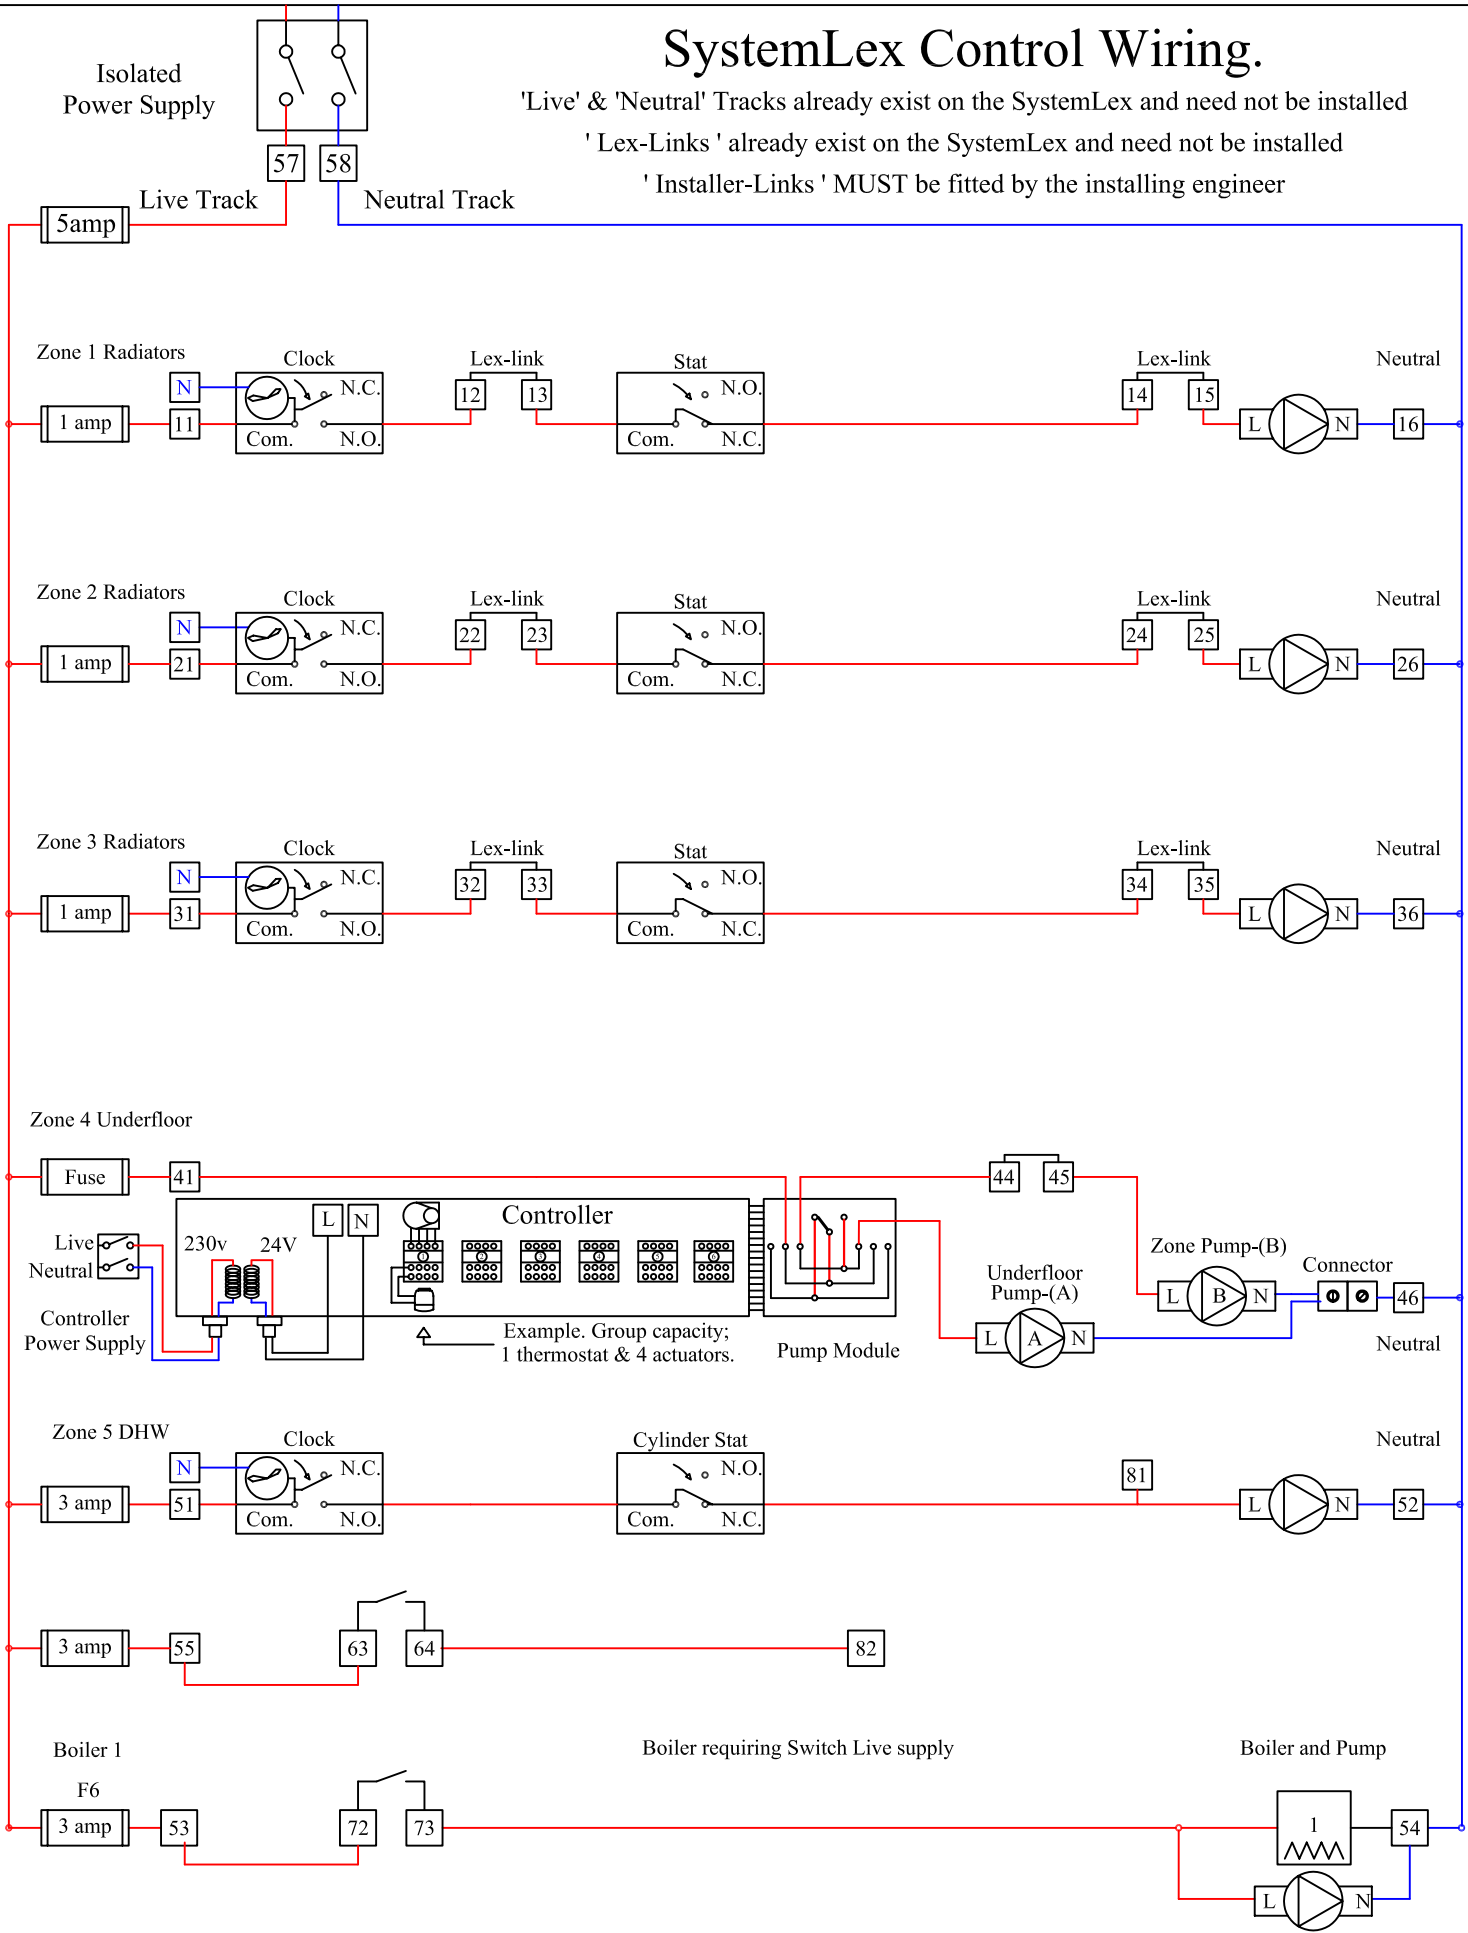 SystemLex Control Wiring.
'Live' & 'Neutral' Tracks already exist on the SystemLex and need not be installed
' Lex-Links ' already exist on the SystemLex and need not be installed
' Installer-Links ' MUST be fitted by the installing engineer
Isolated
Power Supply
57 58
Live Track Neutral Track
5amp
Zone 1 Radiators Clock Lex-link Stat Lex-link Neutral
N N.C. 12 13 N.O. 14 15
1 amp 11 L N 16
Com. N.O. Com. N.C.
Zone 2 Radiators Clock Lex-link Stat Lex-link Neutral
N N.C. 22 23 N.O. 24 25
1 amp 21 L N 26
Com. N.O. Com. N.C.
Zone 3 Radiators Clock Lex-link Stat Lex-link Neutral
N N.C. 32 33 N.O. 34 35
1 amp 31 L N 36
Com. N.O. Com. N.C.
Zone 4 Underfloor
Fuse 41 44 45
L N Controller
Live 230v 24V 1 2 3 4 5 6
Neutral
Zone Pump-(B)
Connector
Underfloor
Pump-(A)
L B N 46
Controller
Power Supply
Example. Group capacity;
1 thermostat & 4 actuators.
Pump Module
L A N
Neutral
Zone 5 DHW Clock Cylinder Stat Neutral
N N.C. N.O. 81
3 amp 51 L N 52
Com. N.O. Com. N.C.
3 amp 55 63 64 82
Boiler 1 Boiler requiring Switch Live supply Boiler and Pump
F6
3 amp 53 72 73 1 54
L N